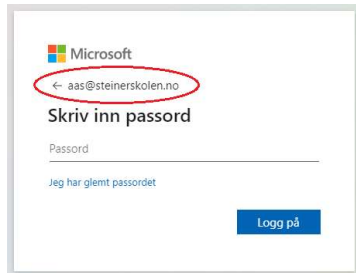 Microsoft
← aas@steinerskolen.no
Skriv inn passord
Passord
Jeg har glemt passordet
Logg på